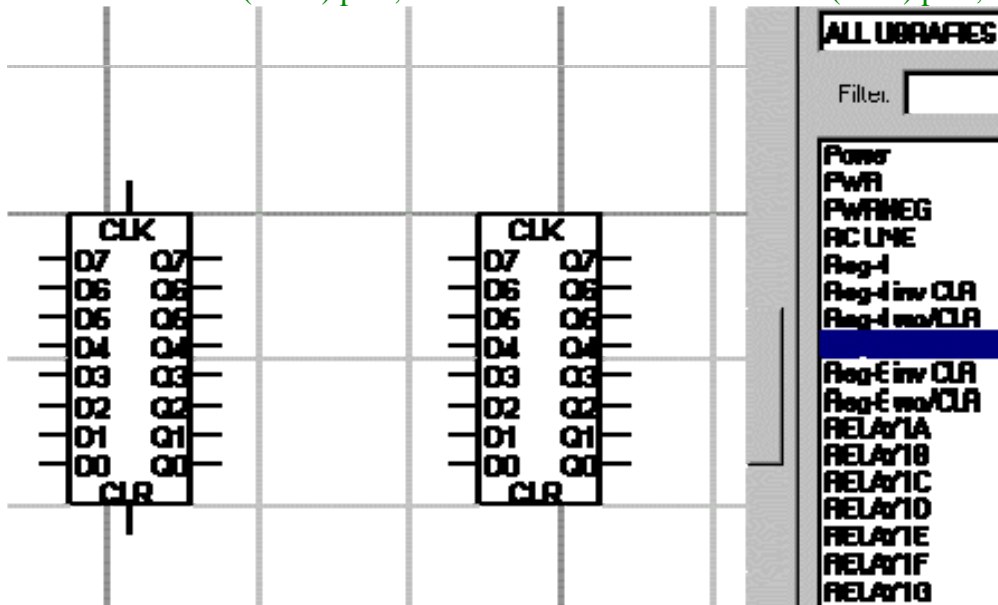 ALL LIBRARIES
Filter:
Power
PWR
PWRNEG
AC LINE
Reg-4
Reg-4 inv CLR
Reg-4 wo/CLR
Reg-8 inv CLR
Reg-8 wo/CLR
RELAY1A
RELAY1B
RELAY1C
RELAY1D
RELAY1E
RELAY1F
RELAY1G
CLK
D7 Q7
D6 Q6
D5 Q5
D4 Q4
D3 Q3
D2 Q2
D1 Q1
D0 Q0
CLR
CLK
D7 Q7
D6 Q6
D5 Q5
D4 Q4
D3 Q3
D2 Q2
D1 Q1
D0 Q0
CLR